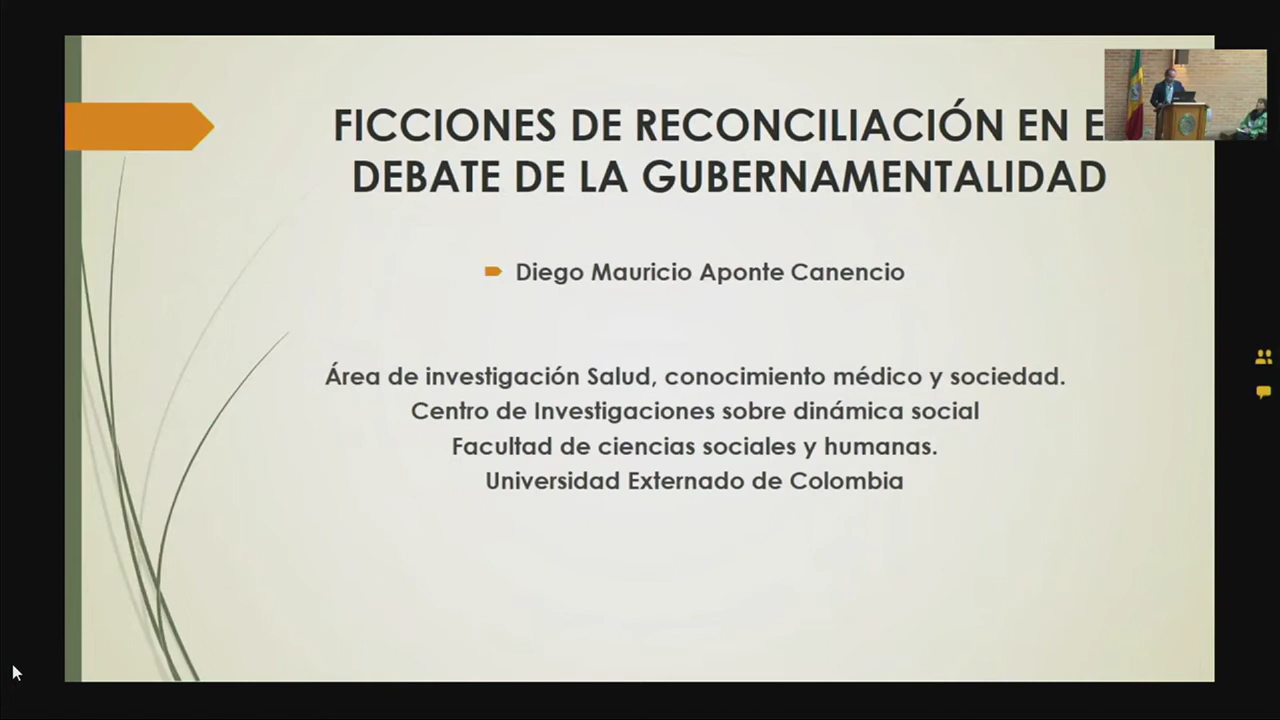 FICCIONES DE RECONCILIACIÓN EN E
DEBATE DE LA GUBERNAMENTALIDAD
Diego Mauricio Aponte Canencio
Área de investigación Salud, conocimiento médico y sociedad.
Centro de Investigaciones sobre dinámica social
Facultad de ciencias sociales y humanas.
Universidad Externado de Colombia